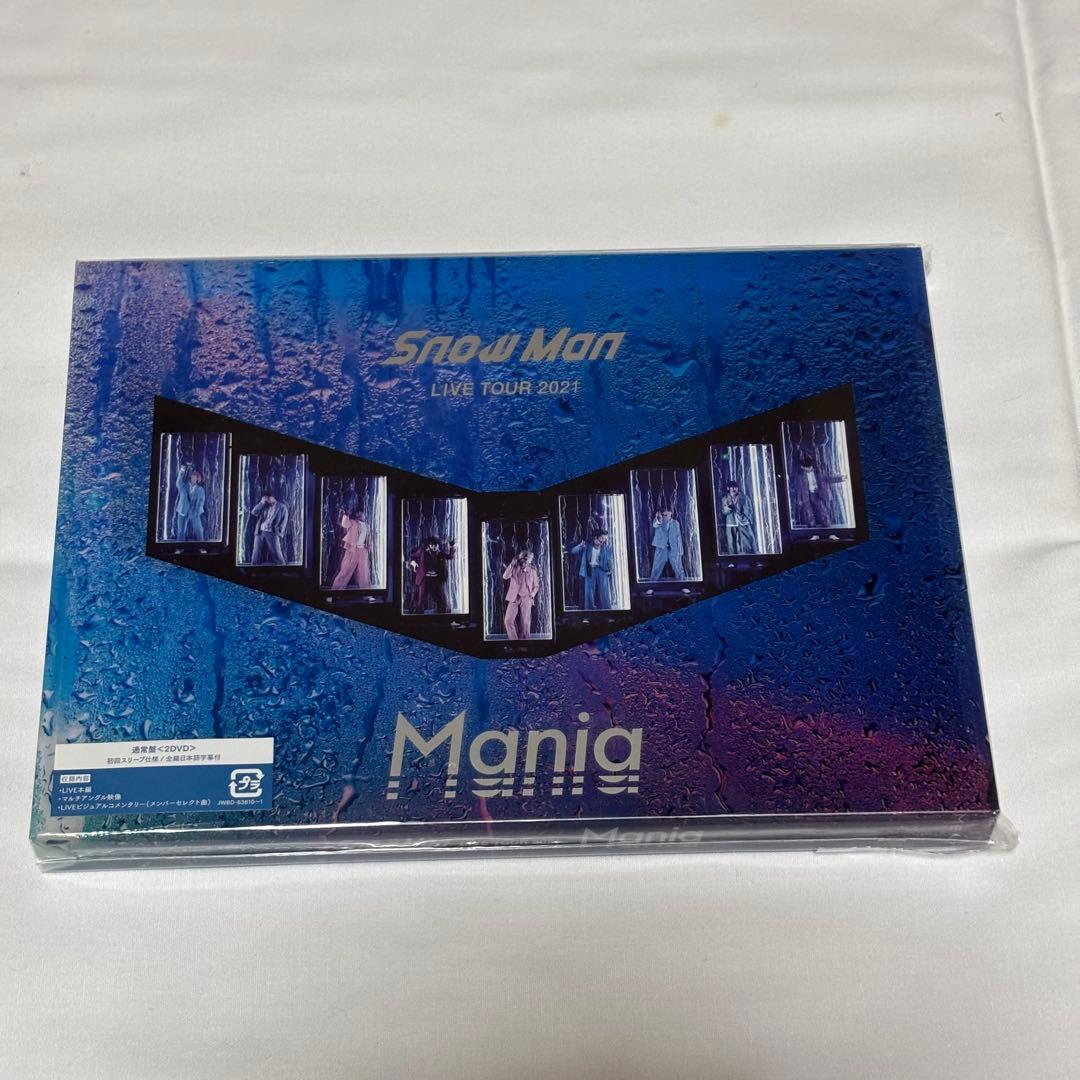 Snow Man
LIVE TOUR 2021
Mania
通常盤<2DVD>
初回スリーブ仕様 / 全編日本語字幕付
収録内容
・LIVE本編
・マルチアングル映像
・LIVEビジュアルコメンタリー(メンバーセレクト曲)
プラ
JWBD-63610~1
Mania